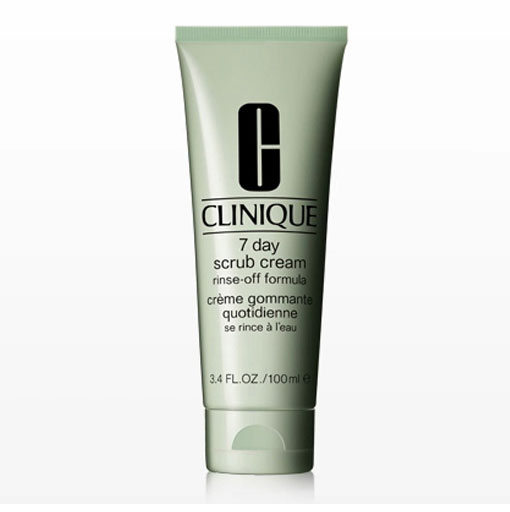 C
CLINIQUE
7 day
scrub cream
rinse-off formula
crème gommante
quotidienne
se rince à l'eau
3.4 FL.OZ./100ml e